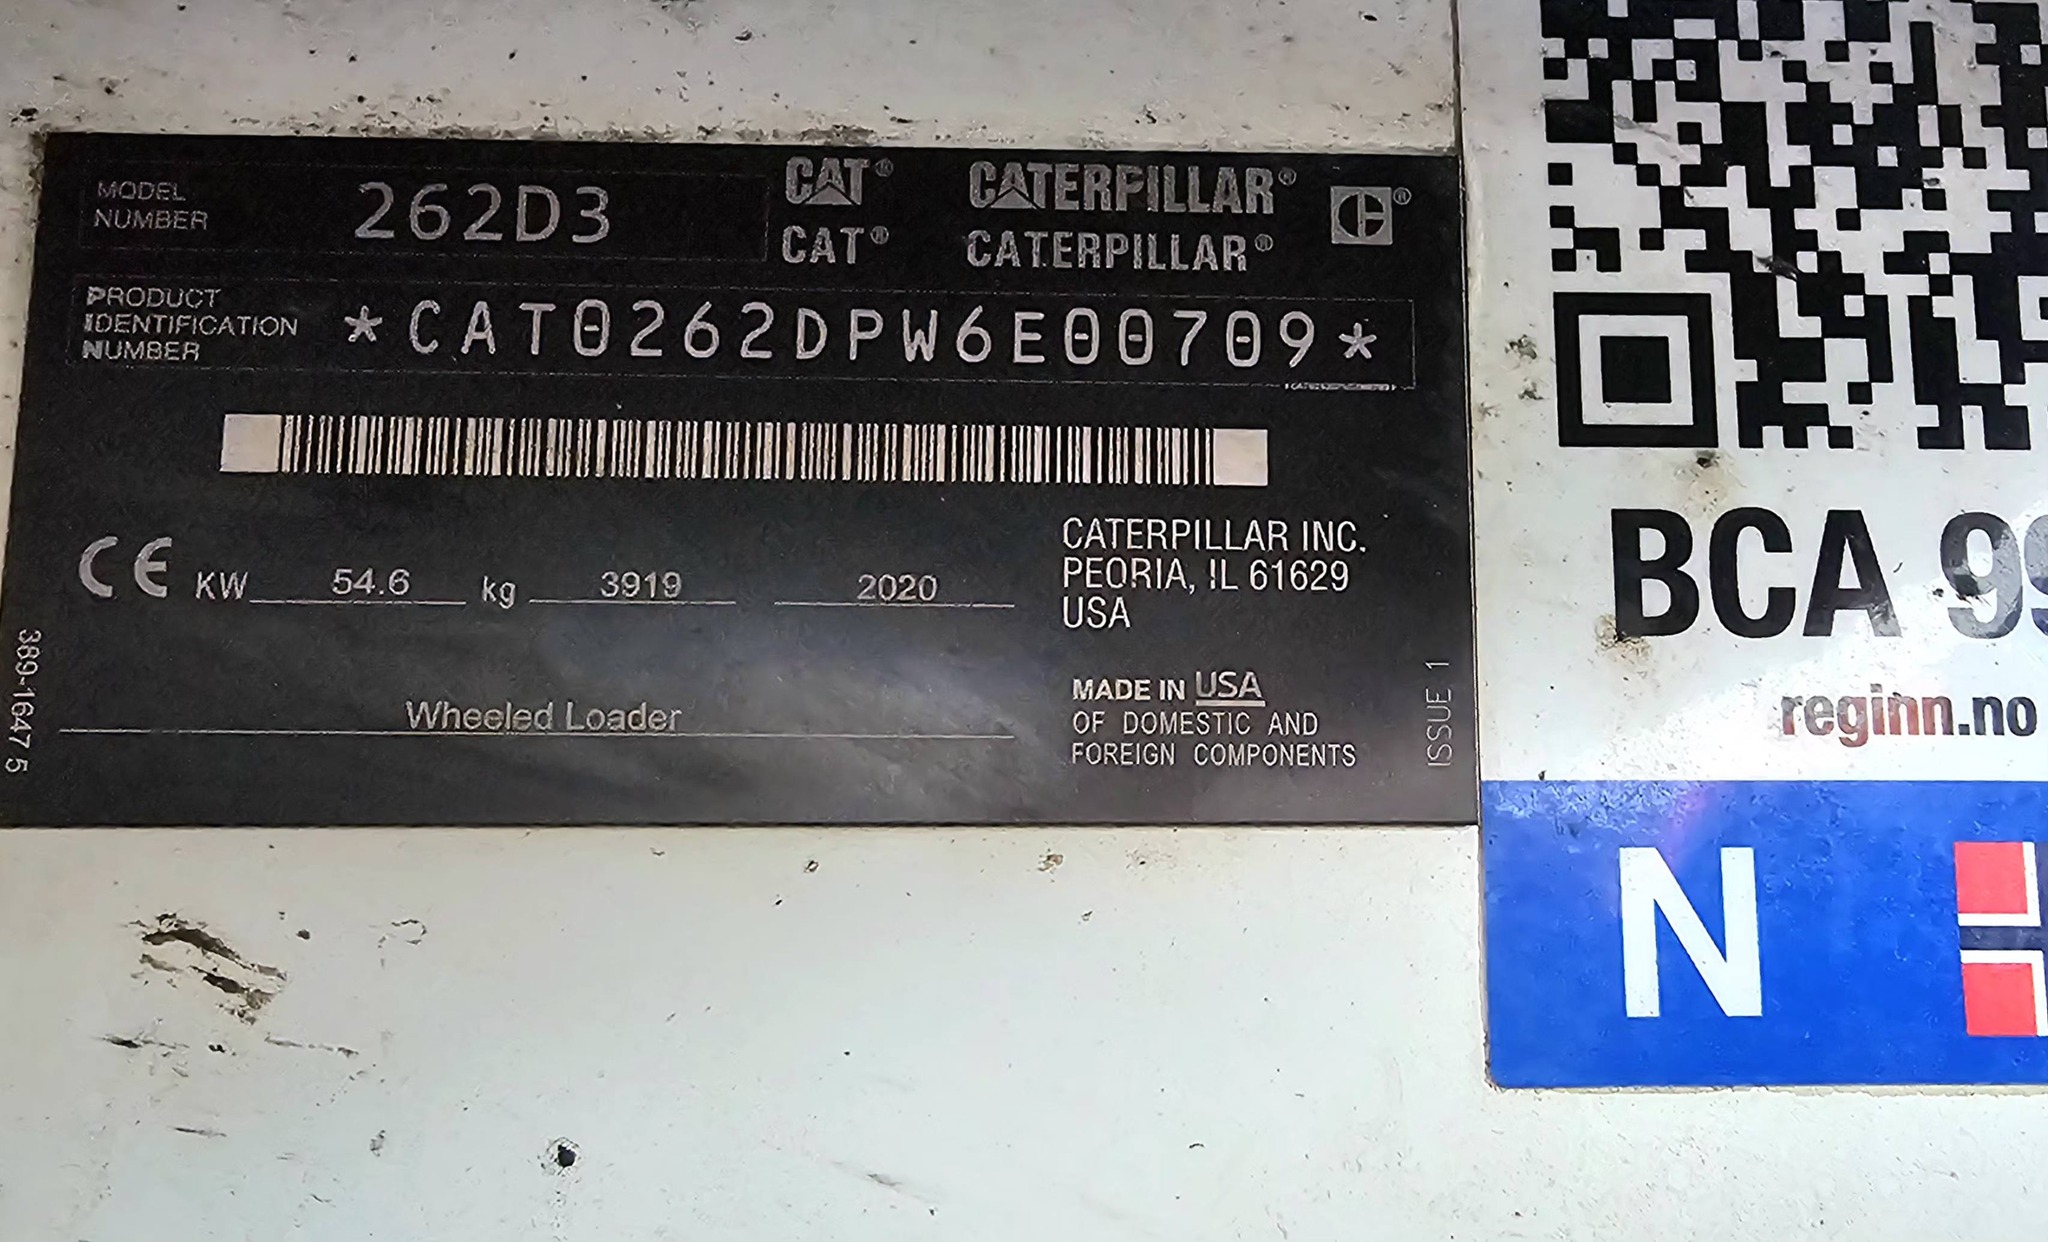 MODEL
NUMBER
262D3
CAT® CATERPILLAR® ®
CAT® CATERPILLAR®
PRODUCT
IDENTIFICATION
NUMBER
*CAT0262DPW6E00709*
CE KW 54.6 kg 3919 2020
CATERPILLAR INC.
PEORIA, IL 61629
USA
Wheeled Loader
MADE IN USA
OF DOMESTIC AND
FOREIGN COMPONENTS
389-1647 5
ISSUE 1
BCA 99
reginn.no
N